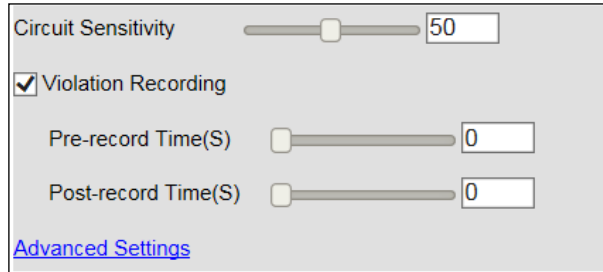 Circuit Sensitivity 50
Violation Recording
Pre-record Time(S) 0
Post-record Time(S) 0
Advanced Settings